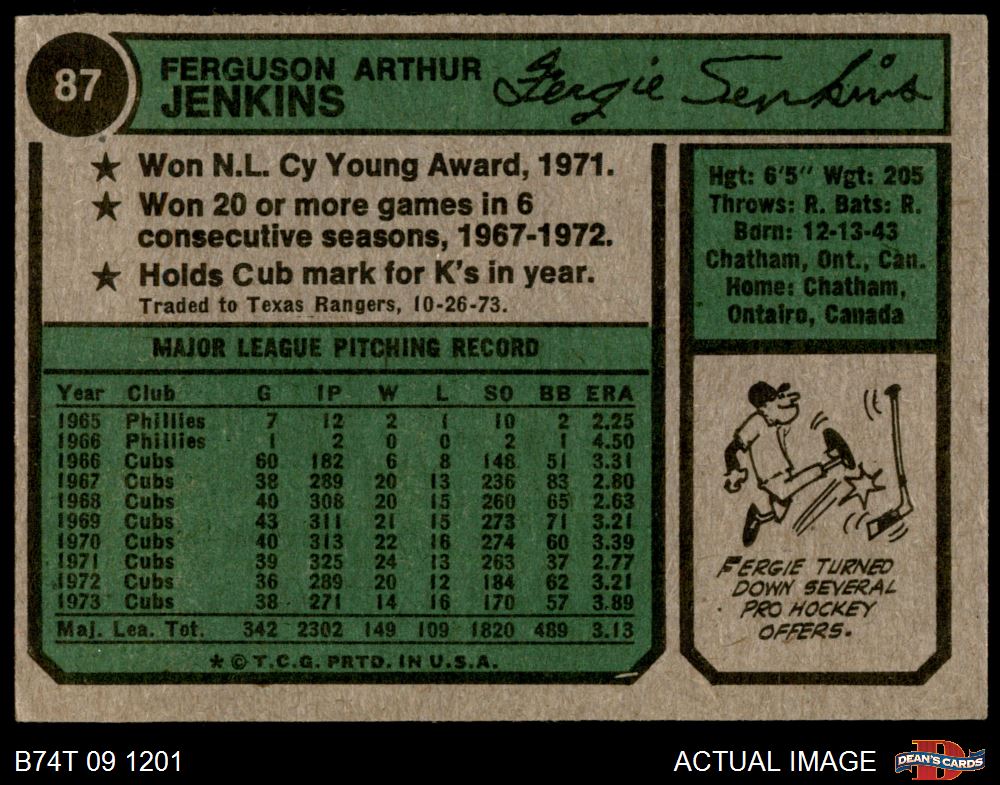 87
FERGUSON ARTHUR
JENKINS
Fergie Jenkins
★ Won N.L. Cy Young Award, 1971.
★ Won 20 or more games in 6
consecutive seasons, 1967-1972.
★ Holds Cub mark for K's in year.
Traded to Texas Rangers, 10-26-73.
MAJOR LEAGUE PITCHING RECORD
Year Club G IP W L SO BB ERA
1965 Phillies 7 12 2 1 10 2 2.25
1966 Phillies 1 2 0 0 2 1 4.50
1966 Cubs 60 182 6 8 148 51 3.31
1967 Cubs 38 289 20 13 236 83 2.80
1968 Cubs 40 308 20 15 260 65 2.63
1969 Cubs 43 311 21 15 273 71 3.21
1970 Cubs 40 313 22 16 274 60 3.39
1971 Cubs 39 325 24 13 263 37 2.77
1972 Cubs 36 289 20 12 184 62 3.21
1973 Cubs 38 271 14 16 170 57 3.89
Maj. Lea. Tot. 342 2302 149 109 1820 489 3.13
★ © T.C.G. PRTD. IN U.S.A.
Hgt: 6'5" Wgt: 205
Throws: R. Bats: R.
Born: 12-13-43
Chatham, Ont., Can.
Home: Chatham,
Ontairo, Canada
FERGIE TURNED
DOWN SEVERAL
PRO HOCKEY
OFFERS.
B74T 09 1201
ACTUAL IMAGE
D
DEAN'S CARDS